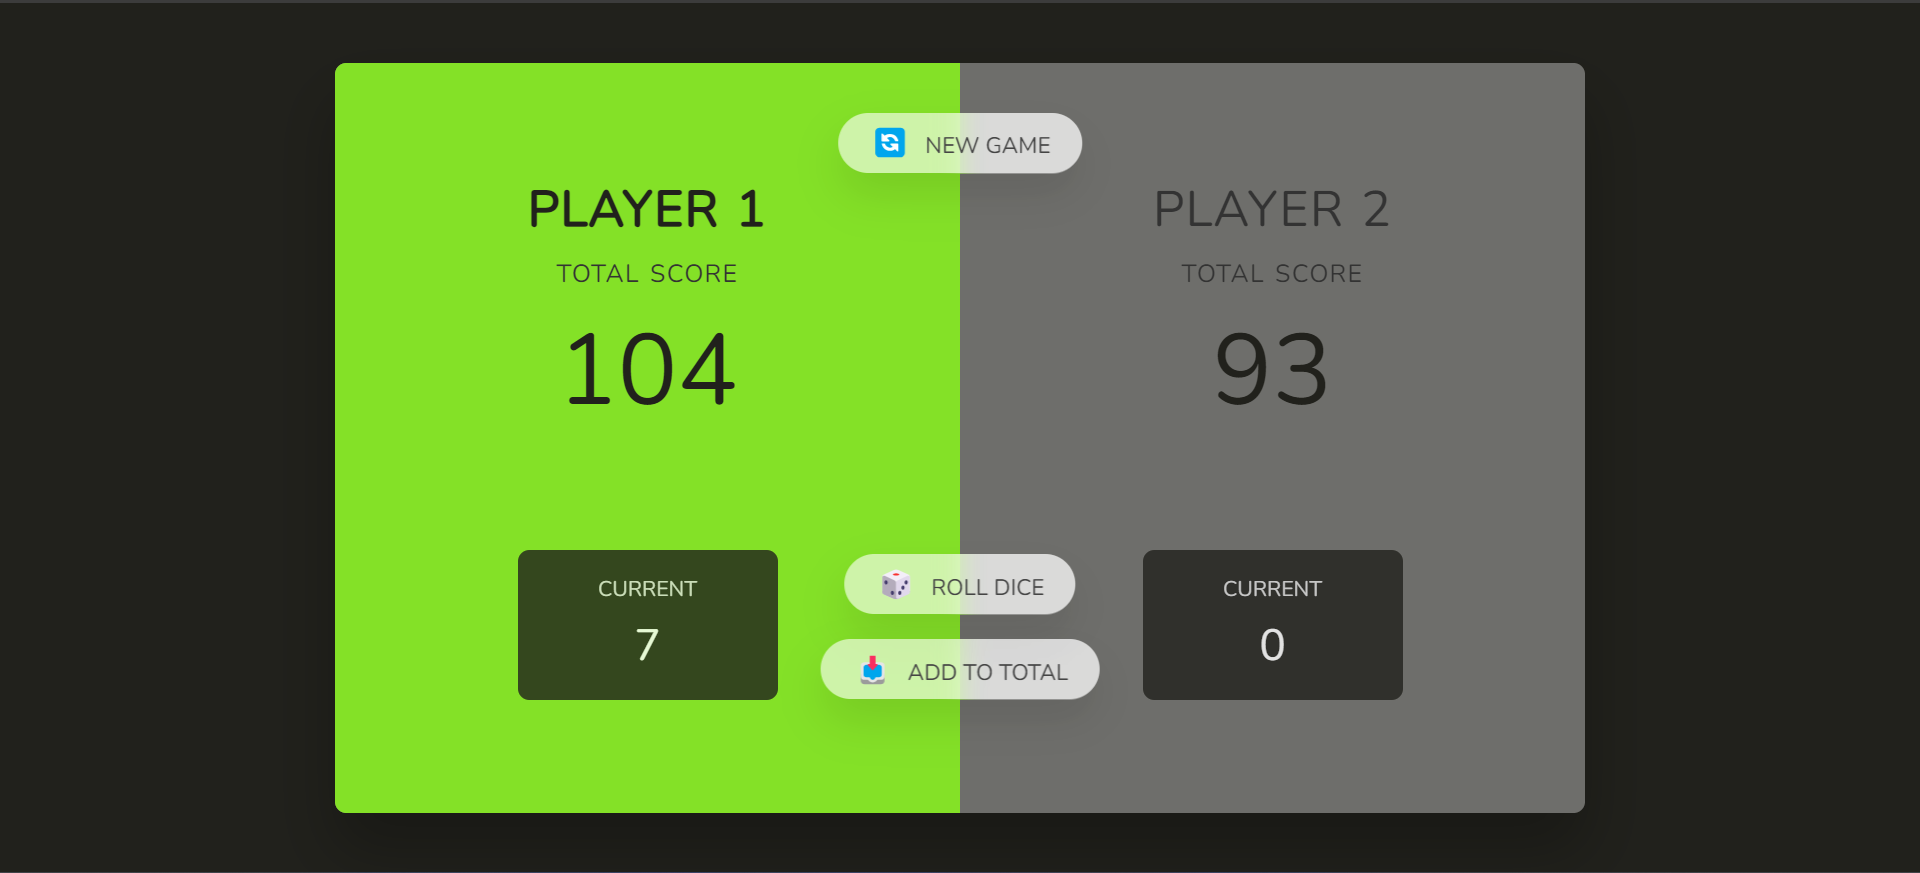 NEW GAME
PLAYER 1
TOTAL SCORE
104
CURRENT
7
PLAYER 2
TOTAL SCORE
93
CURRENT
0
ROLL DICE
ADD TO TOTAL